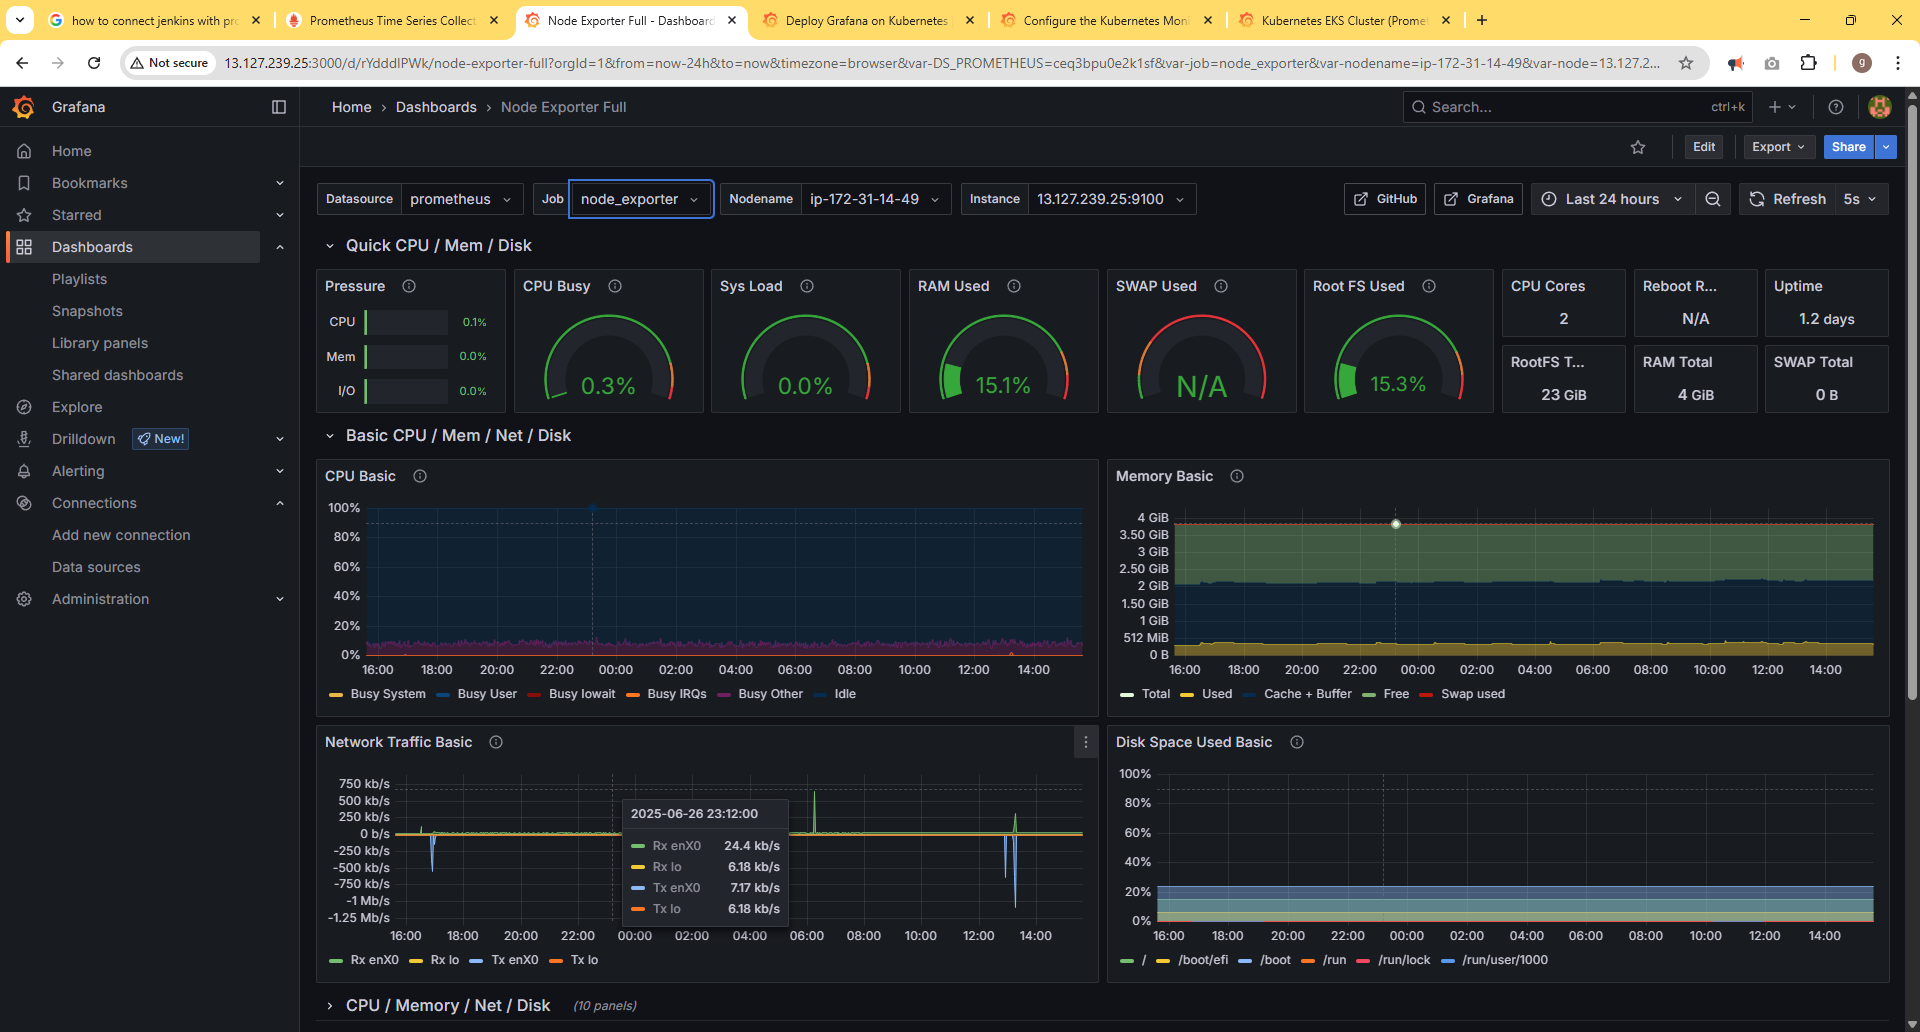 how to connect jenkins with pro
Prometheus Time Series Collect
Node Exporter Full - Dashboard
Deploy Grafana on Kubernetes
Configure the Kubernetes Moni
Kubernetes EKS Cluster (Promet
Not secure
13.127.239.25:3000/d/rYdddlPWk/node-exporter-full?orgId=1&from=now-24h&to=now&timezone=browser&var-DS_PROMETHEUS=ceq3bpu0e2k1sf&var-job=node_exporter&var-nodename=ip-172-31-14-49&var-node=13.127.2...
g
Grafana
Home › Dashboards › Node Exporter Full
Search...
ctrl+k
Home
Bookmarks
Starred
Dashboards
Playlists
Snapshots
Library panels
Shared dashboards
Explore
Drilldown New!
Alerting
Connections
Add new connection
Data sources
Administration
Edit
Export
Share
Datasource prometheus
Job node_exporter
Nodename ip-172-31-14-49
Instance 13.127.239.25:9100
GitHub
Grafana
Last 24 hours
Refresh
5s
Quick CPU / Mem / Disk
Pressure
CPU 0.1%
Mem 0.0%
I/O 0.0%
CPU Busy
0.3%
Sys Load
0.0%
RAM Used
15.1%
SWAP Used
N/A
Root FS Used
15.3%
CPU Cores
2
Reboot R...
N/A
Uptime
1.2 days
RootFS T...
23 GiB
RAM Total
4 GiB
SWAP Total
0 B
Basic CPU / Mem / Net / Disk
CPU Basic
100%
80%
60%
40%
20%
0%
16:00 18:00 20:00 22:00 00:00 02:00 04:00 06:00 08:00 10:00 12:00 14:00
Busy System Busy User Busy Iowait Busy IRQs Busy Other Idle
Memory Basic
4 GiB
3.50 GiB
3 GiB
2.50 GiB
2 GiB
1.50 GiB
1 GiB
512 MiB
0 B
16:00 18:00 20:00 22:00 00:00 02:00 04:00 06:00 08:00 10:00 12:00 14:00
Total Used Cache + Buffer Free Swap used
Network Traffic Basic
750 kb/s
500 kb/s
250 kb/s
0 b/s
-250 kb/s
-500 kb/s
-750 kb/s
-1 Mb/s
-1.25 Mb/s
2025-06-26 23:12:00
Rx enX0 24.4 kb/s
Rx lo 6.18 kb/s
Tx enX0 7.17 kb/s
Tx lo 6.18 kb/s
16:00 18:00 20:00 22:00 00:00 02:00 04:00 06:00 08:00 10:00 12:00 14:00
Rx enX0 Rx lo Tx enX0 Tx lo
Disk Space Used Basic
100%
80%
60%
40%
20%
0%
16:00 18:00 20:00 22:00 00:00 02:00 04:00 06:00 08:00 10:00 12:00 14:00
/ /boot/efi /boot /run /run/lock /run/user/1000
CPU / Memory / Net / Disk (10 panels)